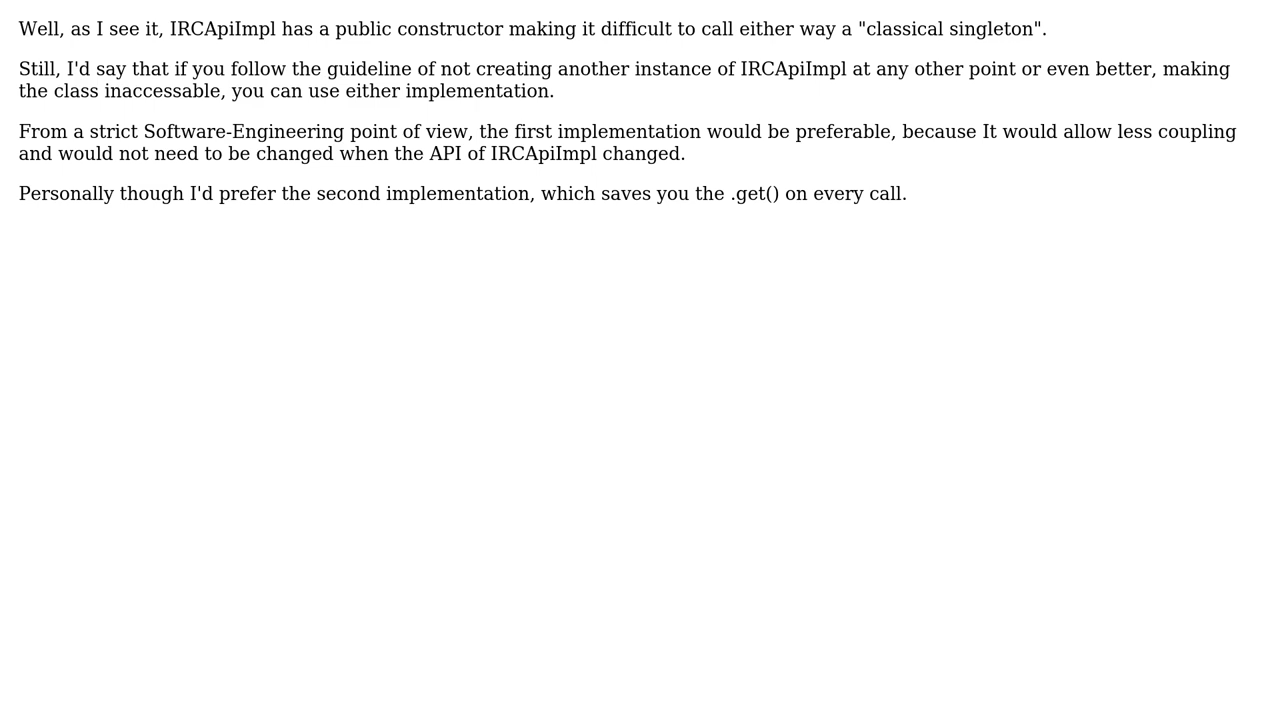 Well, as I see it, IRCApiImpl has a public constructor making it difficult to call either way a "classical singleton".
Still, I'd say that if you follow the guideline of not creating another instance of IRCApiImpl at any other point or even better, making
the class inaccessable, you can use either implementation.
From a strict Software-Engineering point of view, the first implementation would be preferable, because It would allow less coupling
and would not need to be changed when the API of IRCApiImpl changed.
Personally though I'd prefer the second implementation, which saves you the .get() on every call.